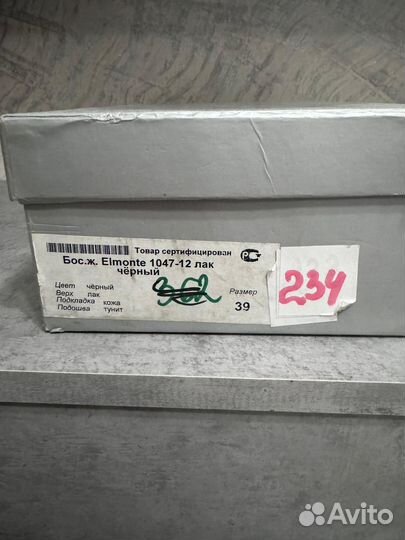 Товар сертифицирован
Бос.ж. Elmonte 1047-12 лак
чёрный
РСТ
Цвет чёрный
Верх лак
Подкладка кожа
Подошва тунит
Размер
39
234
Avito